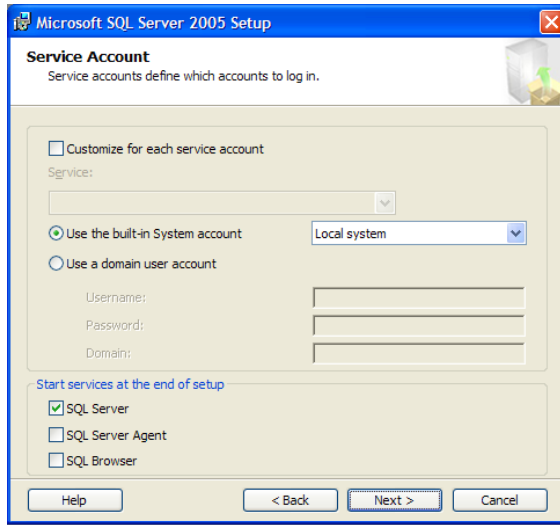 Microsoft SQL Server 2005 Setup
Service Account
Service accounts define which accounts to log in.
Customize for each service account
Service:
Use the built-in System account
Local system
Use a domain user account
Username:
Password:
Domain:
Start services at the end of setup
SQL Server
SQL Server Agent
SQL Browser
Help
< Back
Next >
Cancel